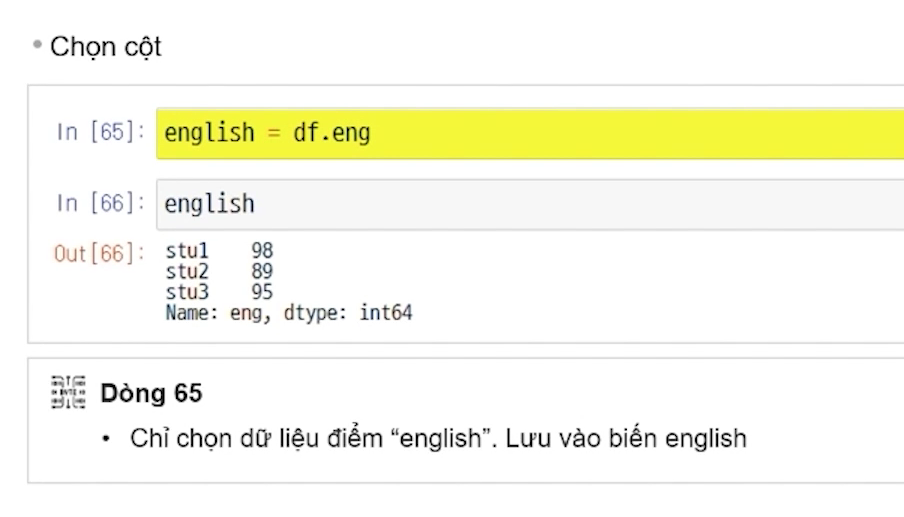 • Chọn cột
In [65]: english = df.eng
In [66]: english
Out[66]: stu1    98
stu2    89
stu3    95
Name: eng, dtype: int64
Dòng 65
• Chỉ chọn dữ liệu điểm “english”. Lưu vào biến english